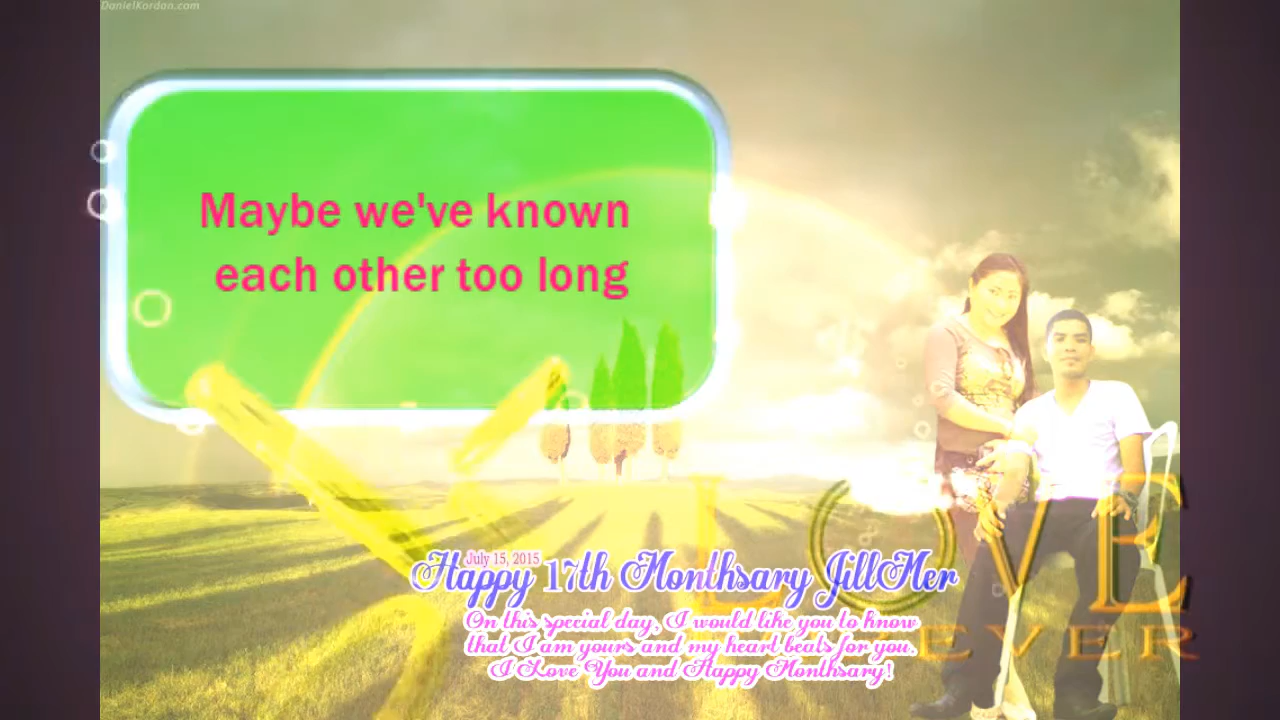 DanielKordan.com
Maybe we've known
each other too long
LOVE
EVER
July 15, 2015
Happy 17th Monthsary JillMer
On this special day, I would like you to know
that I am yours and my heart beats for you.
I Love You and Happy Monthsary!